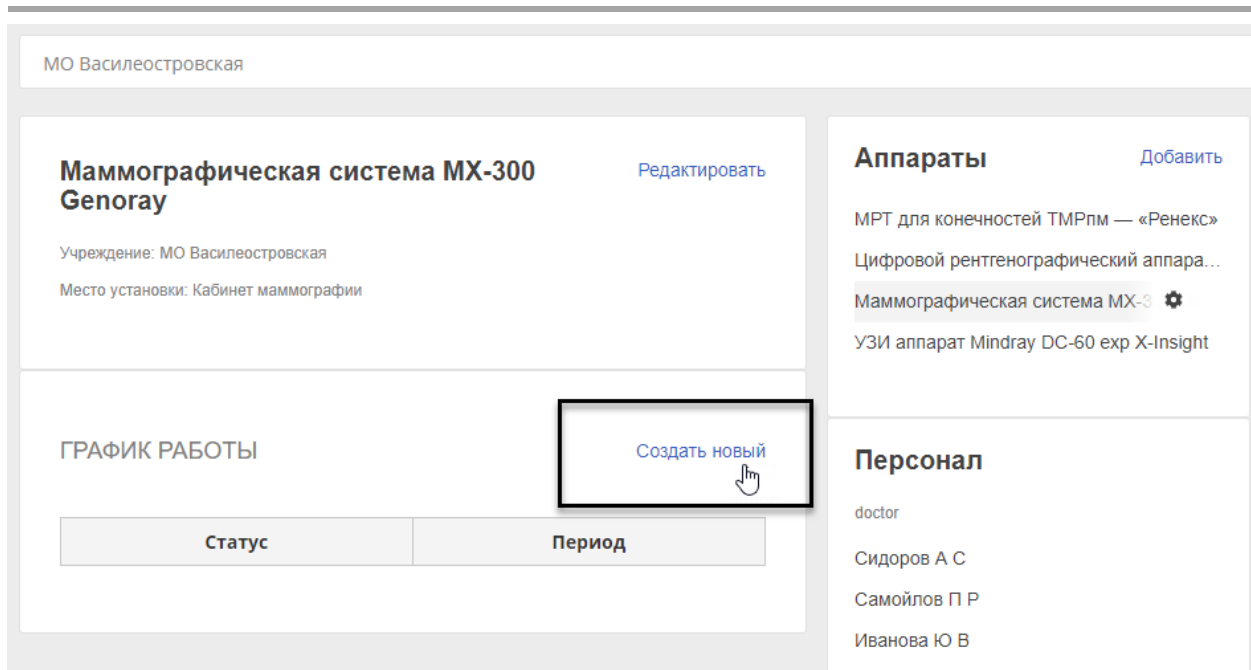 МО Василеостровская
Маммографическая система MX-300
Genoray
Редактировать
Учреждение: МО Василеостровская
Место установки: Кабинет маммографии
ГРАФИК РАБОТЫ
Создать новый
Статус Период
Аппараты
Добавить
МРТ для конечностей ТМРпм — «Ренекс»
Цифровой рентгенографический аппара...
Маммографическая система MX-3
УЗИ аппарат Mindray DC-60 exp X-Insight
Персонал
doctor
Сидоров А С
Самойлов П Р
Иванова Ю В